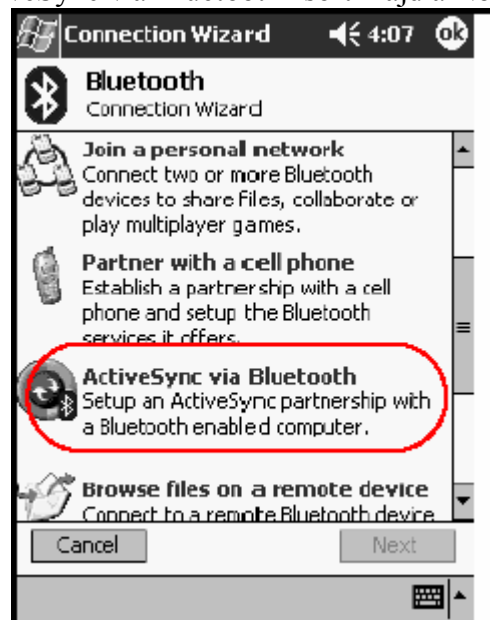 Connection Wizard 4:07 ok
Bluetooth
Connection Wizard
Join a personal network
Connect two or more Bluetooth
devices to share files, collaborate or
play multiplayer games.
Partner with a cell phone
Establish a partnership with a cell
phone and setup the Bluetooth
services it offers.
ActiveSync via Bluetooth
Setup an ActiveSync partnership with
a Bluetooth enabled computer.
Browse files on a remote device
Connect to a remote Bluetooth device
Cancel Next